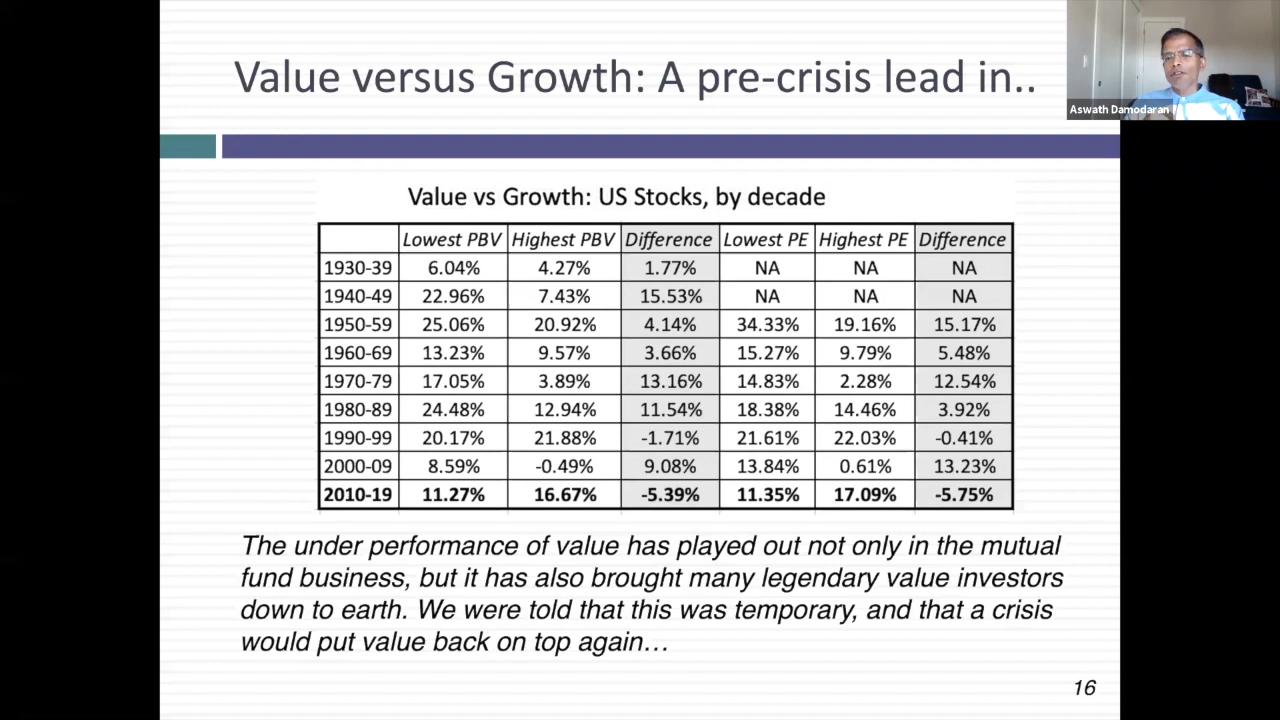 Value versus Growth: A pre-crisis lead in..
Aswath Damodaran
Value vs Growth: US Stocks, by decade
Lowest PBV Highest PBV Difference Lowest PE Highest PE Difference
1930-39 6.04% 4.27% 1.77% NA NA NA
1940-49 22.96% 7.43% 15.53% NA NA NA
1950-59 25.06% 20.92% 4.14% 34.33% 19.16% 15.17%
1960-69 13.23% 9.57% 3.66% 15.27% 9.79% 5.48%
1970-79 17.05% 3.89% 13.16% 14.83% 2.28% 12.54%
1980-89 24.48% 12.94% 11.54% 18.38% 14.46% 3.92%
1990-99 20.17% 21.88% -1.71% 21.61% 22.03% -0.41%
2000-09 8.59% -0.49% 9.08% 13.84% 0.61% 13.23%
2010-19 11.27% 16.67% -5.39% 11.35% 17.09% -5.75%
The under performance of value has played out not only in the mutual
fund business, but it has also brought many legendary value investors
down to earth. We were told that this was temporary, and that a crisis
would put value back on top again…
16